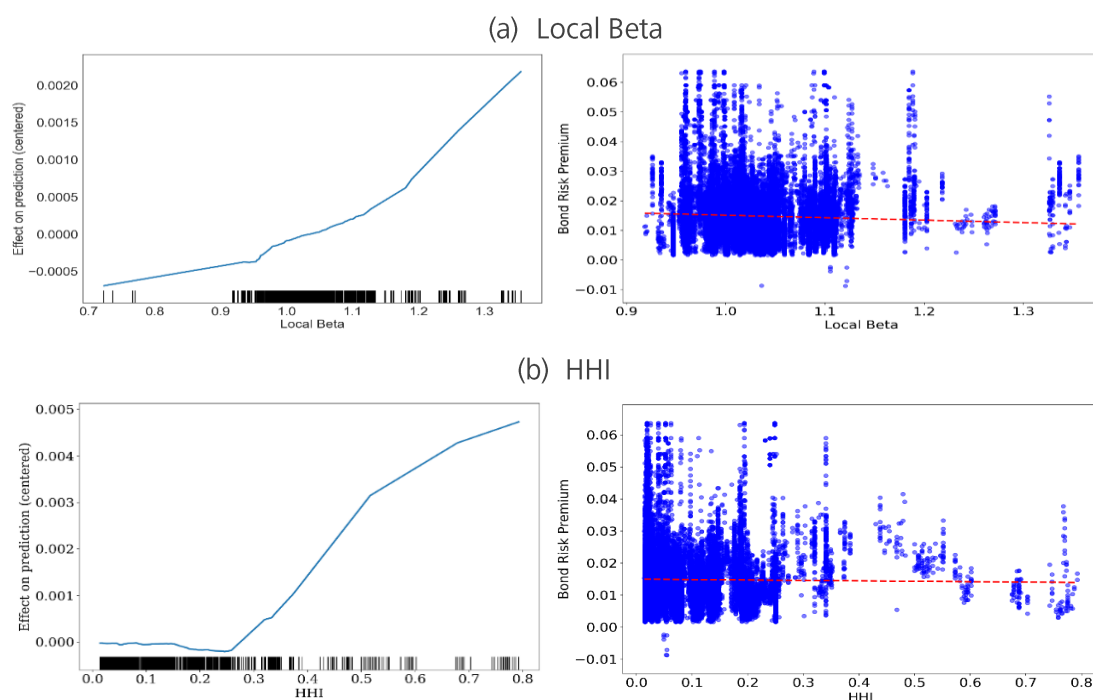 (a) Local Beta
Effect on prediction (centered)
0.0020
0.0015
0.0010
0.0005
0.0000
−0.0005
0.7 0.8 0.9 1.0 1.1 1.2 1.3
Local Beta
Bond Risk Premium
0.06
0.05
0.04
0.03
0.02
0.01
0.00
−0.01
0.9 1.0 1.1 1.2 1.3
Local Beta
(b) HHI
Effect on prediction (centered)
0.005
0.004
0.003
0.002
0.001
0.000
0.0 0.1 0.2 0.3 0.4 0.5 0.6 0.7 0.8
HHI
Bond Risk Premium
0.06
0.05
0.04
0.03
0.02
0.01
0.00
−0.01
0.0 0.1 0.2 0.3 0.4 0.5 0.6 0.7 0.8
HHI